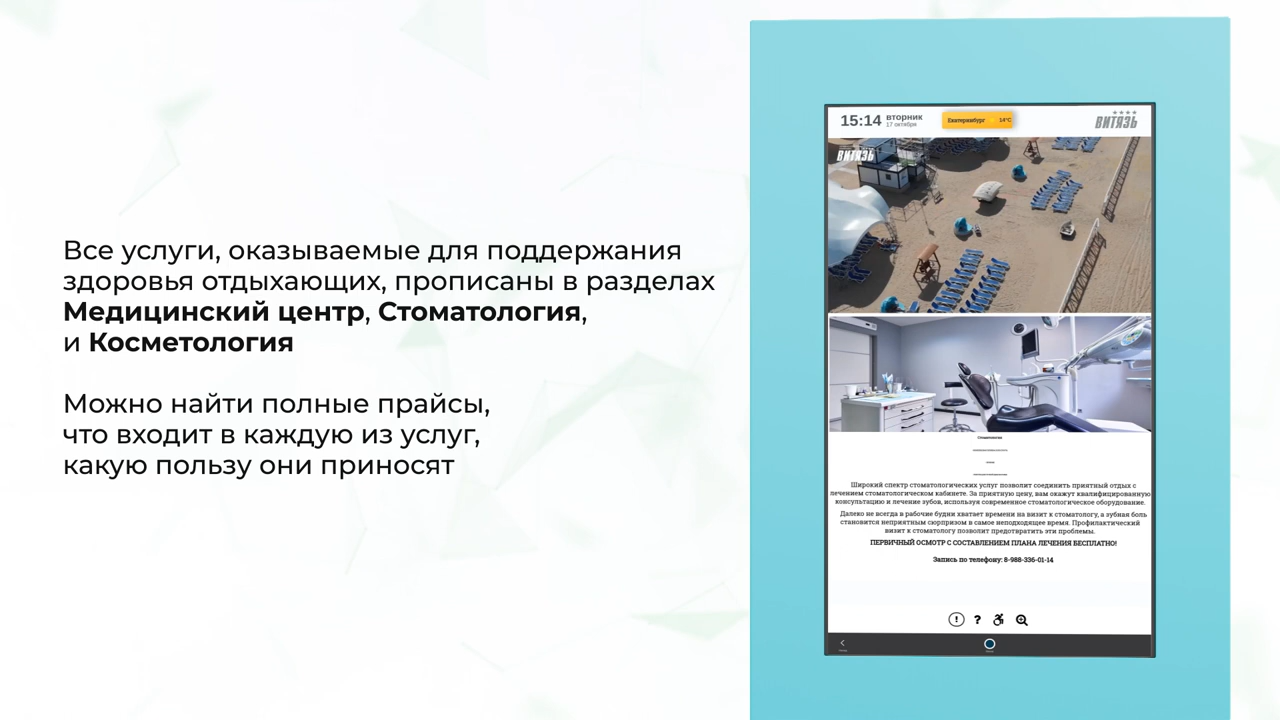 Все услуги, оказываемые для поддержания
здоровья отдыхающих, прописаны в разделах
Медицинский центр, Стоматология,
и Косметология
Можно найти полные прайсы,
что входит в каждую из услуг,
какую пользу они приносят
15:14 вторник
17 октября
Екатеринбург 14°C
ВИТЯЗЬ
ВИТЯЗЬ
Стоматология
Широкий спектр стоматологических услуг позволит соединить приятный отдых с
лечением стоматологическом кабинете. За приятную цену, вам окажут квалифицированную
консультацию и лечение зубов, используя современное стоматологическое оборудование.
Далеко не всегда в рабочие будни хватает времени на визит к стоматологу, а зубная боль
становится неприятным сюрпризом в самое неподходящее время. Профилактический
визит к стоматологу позволит предотвратить эти проблемы.
ПЕРВИЧНЫЙ ОСМОТР С СОСТАВЛЕНИЕМ ПЛАНА ЛЕЧЕНИЯ БЕСПЛАТНО!
Запись по телефону: 8-988-336-01-14